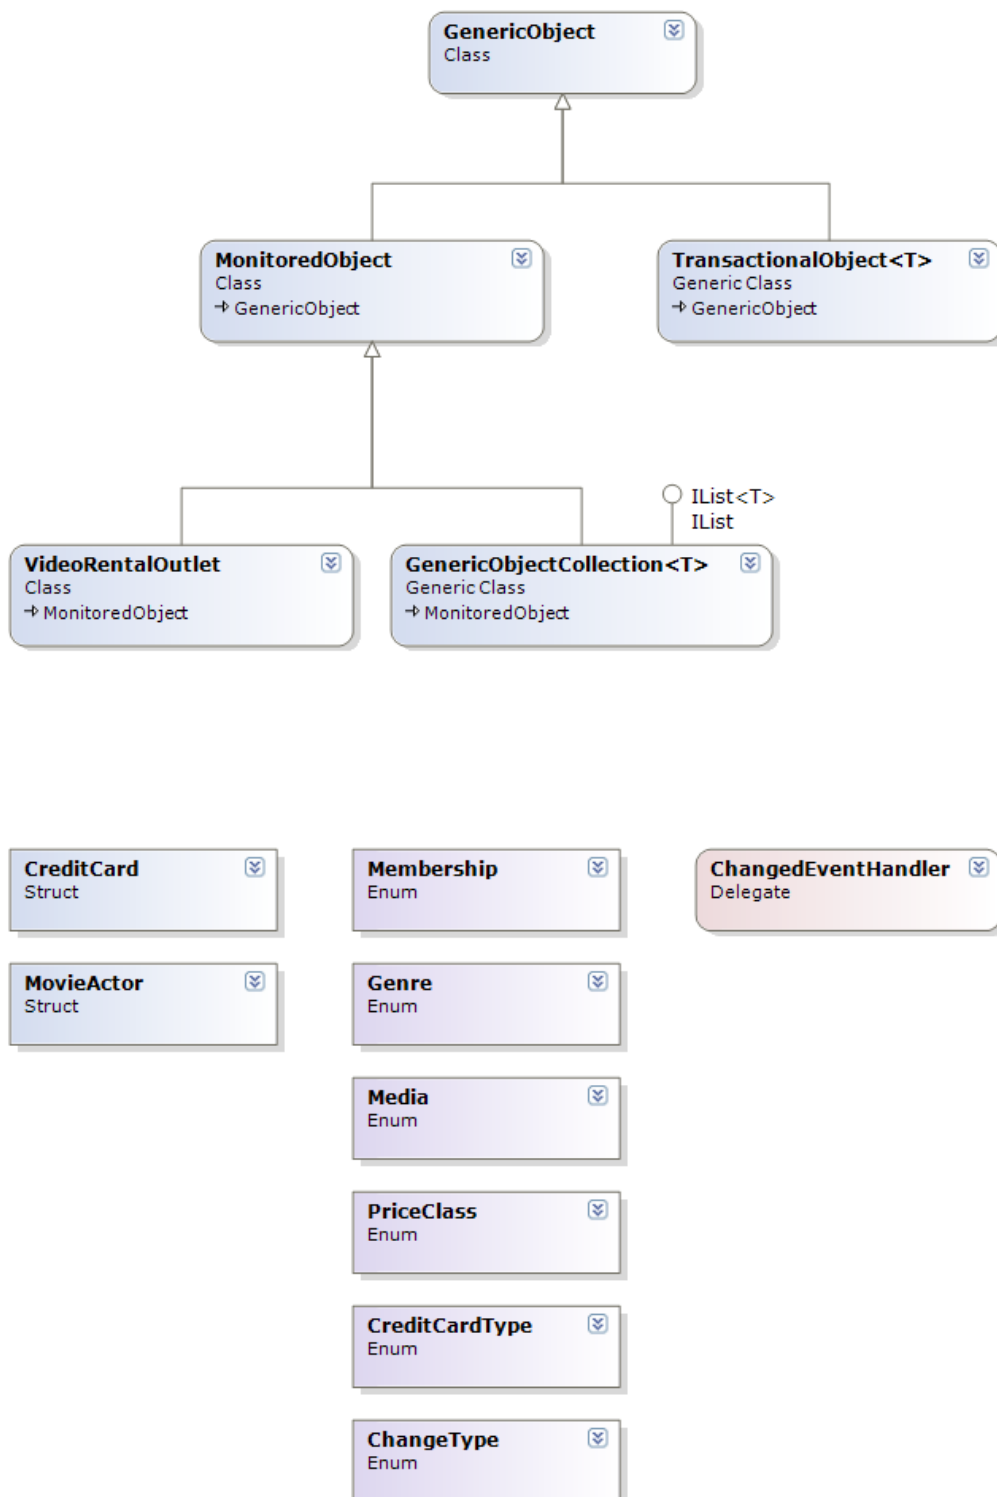 GenericObject
Class
MonitoredObject
Class
GenericObject
TransactionalObject<T>
Generic Class
GenericObject
IList<T>
IList
VideoRentalOutlet
Class
MonitoredObject
GenericObjectCollection<T>
Generic Class
MonitoredObject
CreditCard
Struct
Membership
Enum
ChangedEventHandler
Delegate
MovieActor
Struct
Genre
Enum
Media
Enum
PriceClass
Enum
CreditCardType
Enum
ChangeType
Enum